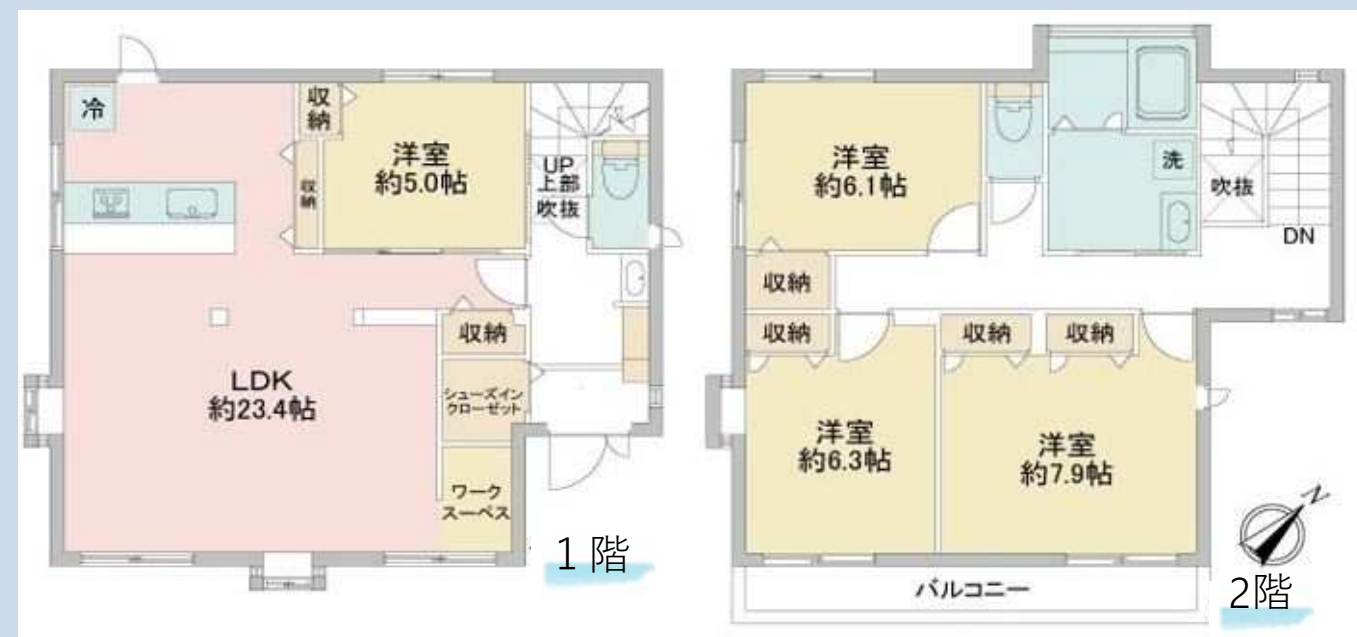 冷
収
納
収
納
洋室
約5.0帖
UP
上部
吹抜
LDK
約23.4帖
収納
シューズイン
クローゼット
ワーク
スーペス
1階
洋室
約6.1帖
洗
吹抜
DN
収納
収納
収納
収納
洋室
約6.3帖
洋室
約7.9帖
バルコニー
N
2階